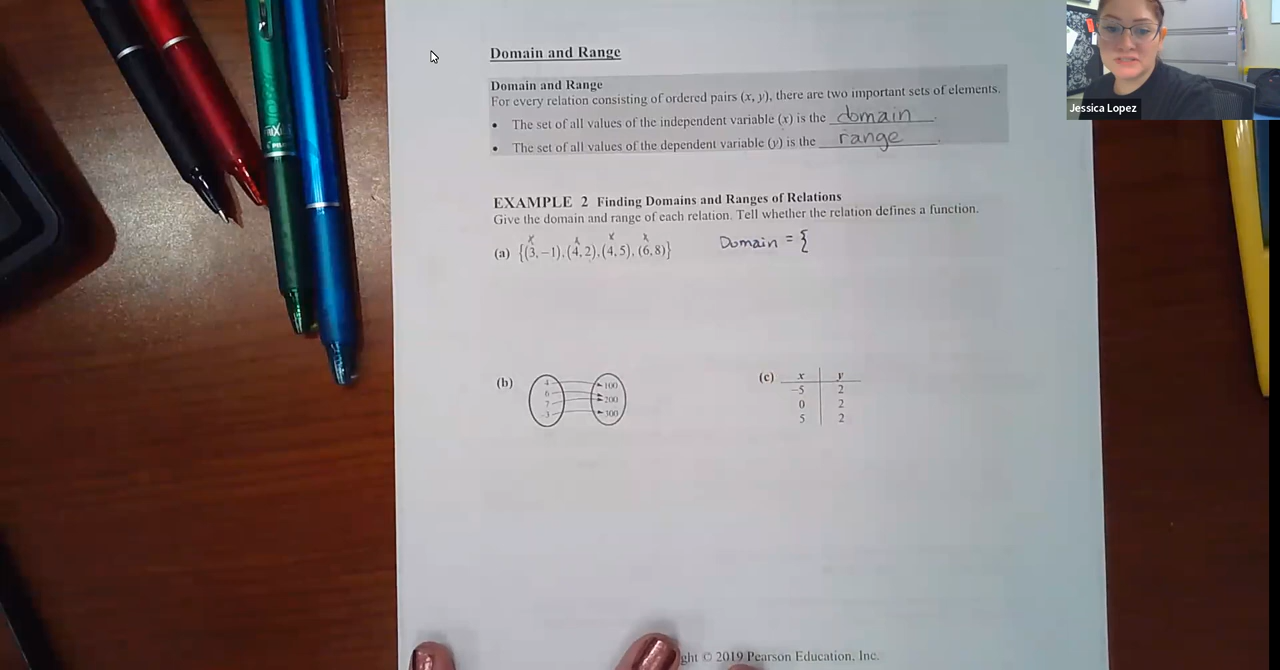 Domain and Range
Domain and Range
For every relation consisting of ordered pairs (x, y), there are two important sets of elements.
• The set of all values of the independent variable (x) is the domain.
• The set of all values of the dependent variable (y) is the range.
EXAMPLE 2 Finding Domains and Ranges of Relations
Give the domain and range of each relation. Tell whether the relation defines a function.
x x x x
(a) {(3, −1), (4, 2), (4, 5), (6, 8)} Domain = {
(b)
4 100
6 200
7 300
-3
(c) x y
−5 2
0 2
5 2
ght © 2019 Pearson Education, Inc.
Jessica Lopez